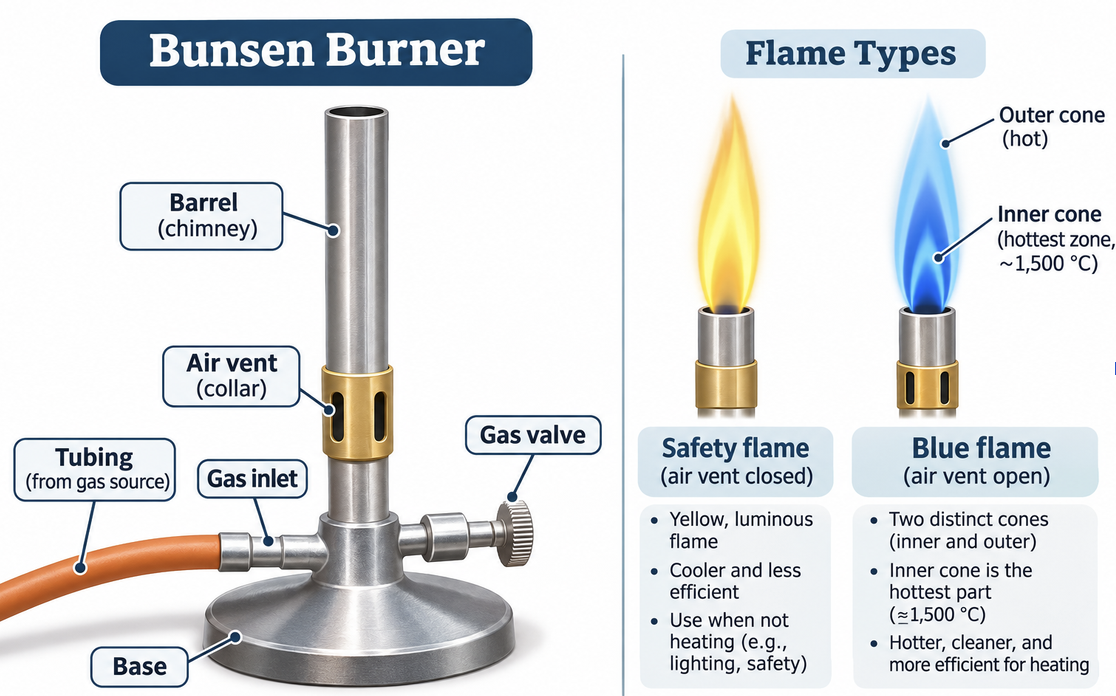 Bunsen Burner
Barrel
(chimney)
Air vent
(collar)
Tubing
(from gas source)
Gas inlet
Gas valve
Base
Flame Types
Outer cone
(hot)
Inner cone
(hottest zone,
~1,500 °C)
Safety flame
(air vent closed)
• Yellow, luminous
flame
• Cooler and less
efficient
• Use when not
heating (e.g.,
lighting, safety)
Blue flame
(air vent open)
• Two distinct cones
(inner and outer)
• Inner cone is the
hottest part
(≈1,500 °C)
• Hotter, cleaner, and
more efficient for heating